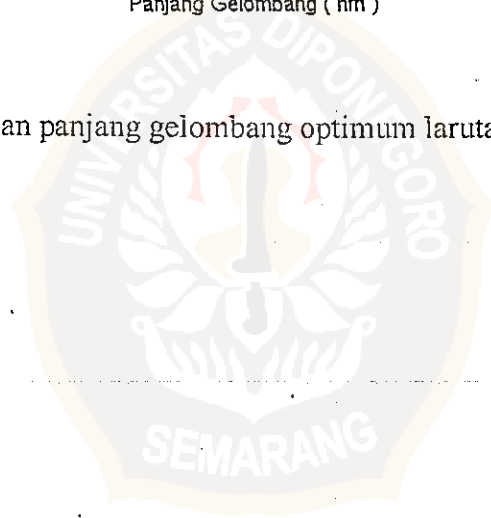 Panjang Gelombang ( nm )
an panjang gelombang optimum laruta
UNIVERSITAS DIPONEGORO
SEMARANG